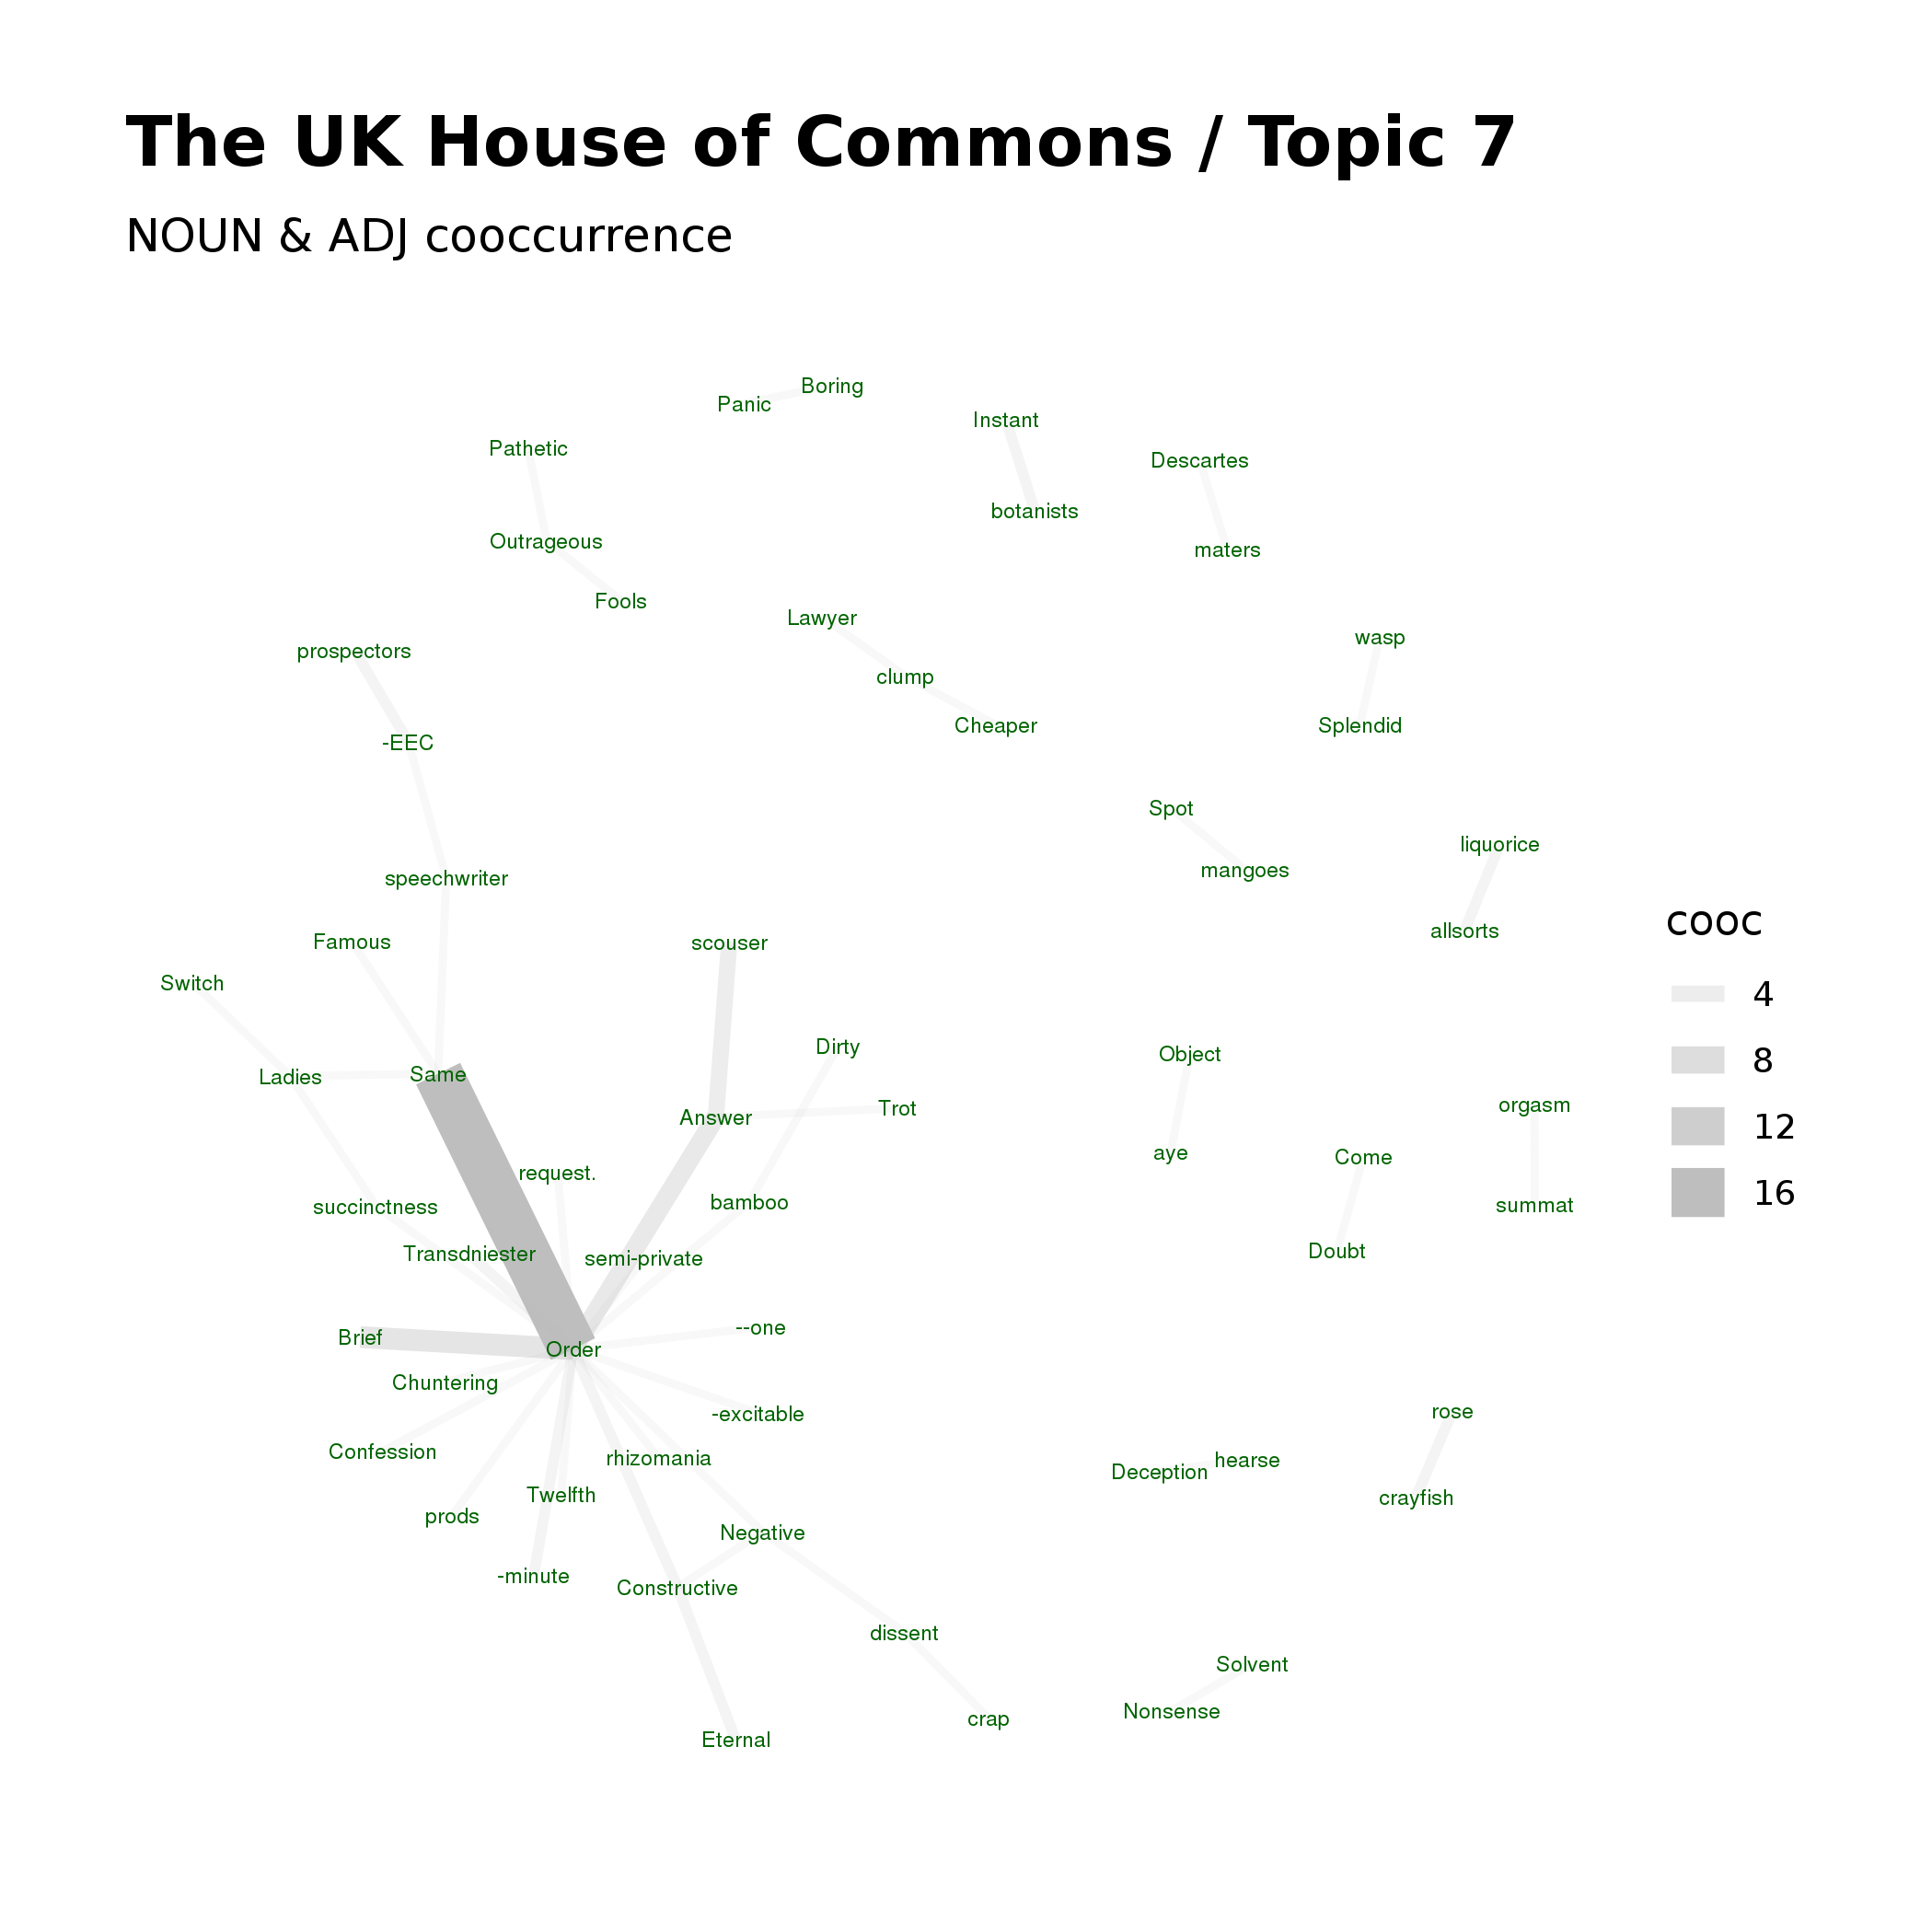 The UK House of Commons / Topic 7
NOUN & ADJ cooccurrence
Boring
Panic
Instant
Pathetic
Descartes
botanists
Outrageous
maters
Fools
Lawyer
wasp
prospectors
clump
Cheaper
Splendid
-EEC
Spot
liquorice
mangoes
speechwriter
cooc
allsorts
Famous
scouser
Switch
4
Dirty
Object
8
Same
Ladies
orgasm
Trot
Answer
12
aye
Come
request.
16
bamboo
summat
succinctness
Doubt
Transdniester
semi-private
--one
Brief
Order
Chuntering
rose
-excitable
Confession
rhizomania
hearse
Deception
Twelfth
crayfish
prods
Negative
-minute
Constructive
dissent
Solvent
Nonsense
crap
Eternal